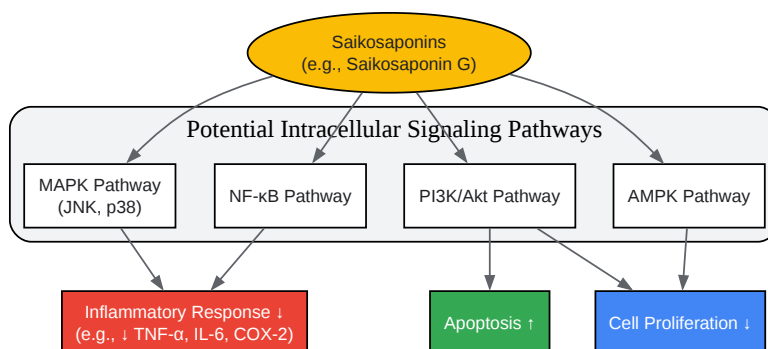 Saikosaponins
(e.g., Saikosaponin G)
Potential Intracellular Signaling Pathways
MAPK Pathway
(JNK, p38)
NF-κB Pathway
PI3K/Akt Pathway
AMPK Pathway
Inflammatory Response ↓
(e.g., ↓ TNF-α, IL-6, COX-2)
Apoptosis ↑
Cell Proliferation ↓